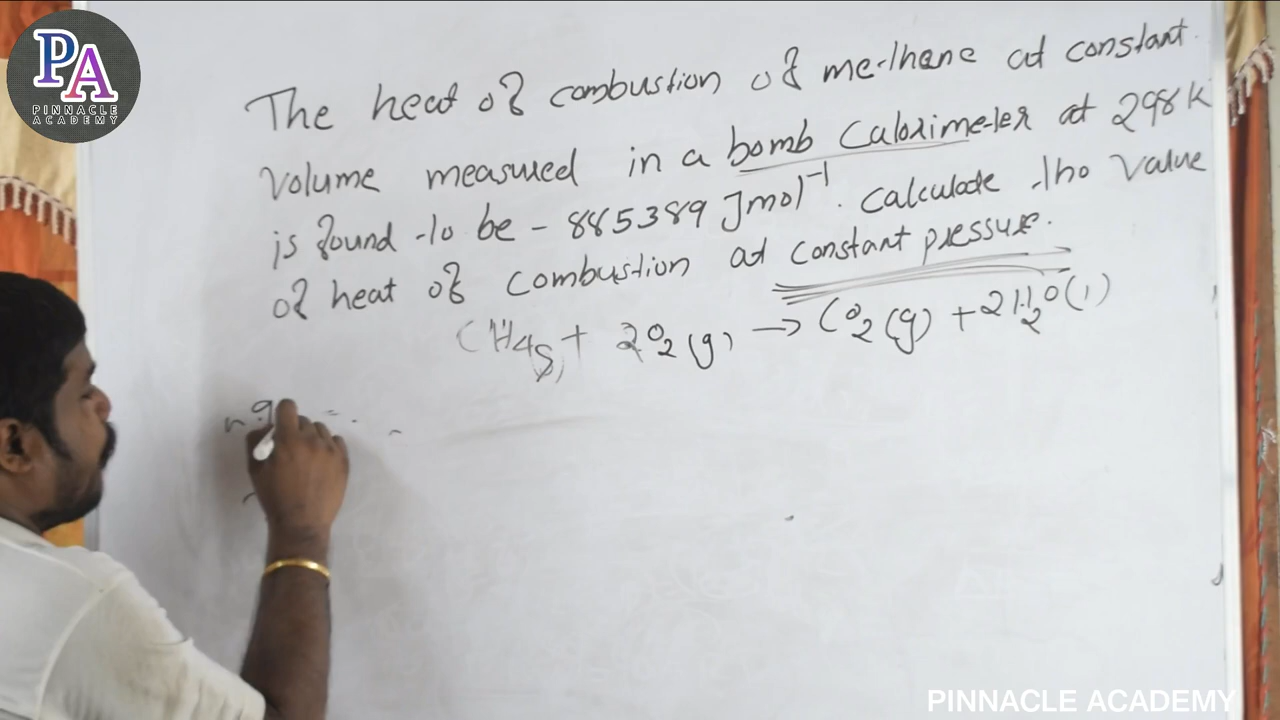 PA
PINNACLE
ACADEMY
The heat of combustion of methane at constant
volume measured in a bomb calorimeter at 298K
is found to be - 885389 Jmol⁻¹. Calculate the value
of heat of combustion at constant pressure.
CH₄(g) + 2O₂(g) → CO₂(g) + 2H₂O(l)
PINNACLE ACADEMY